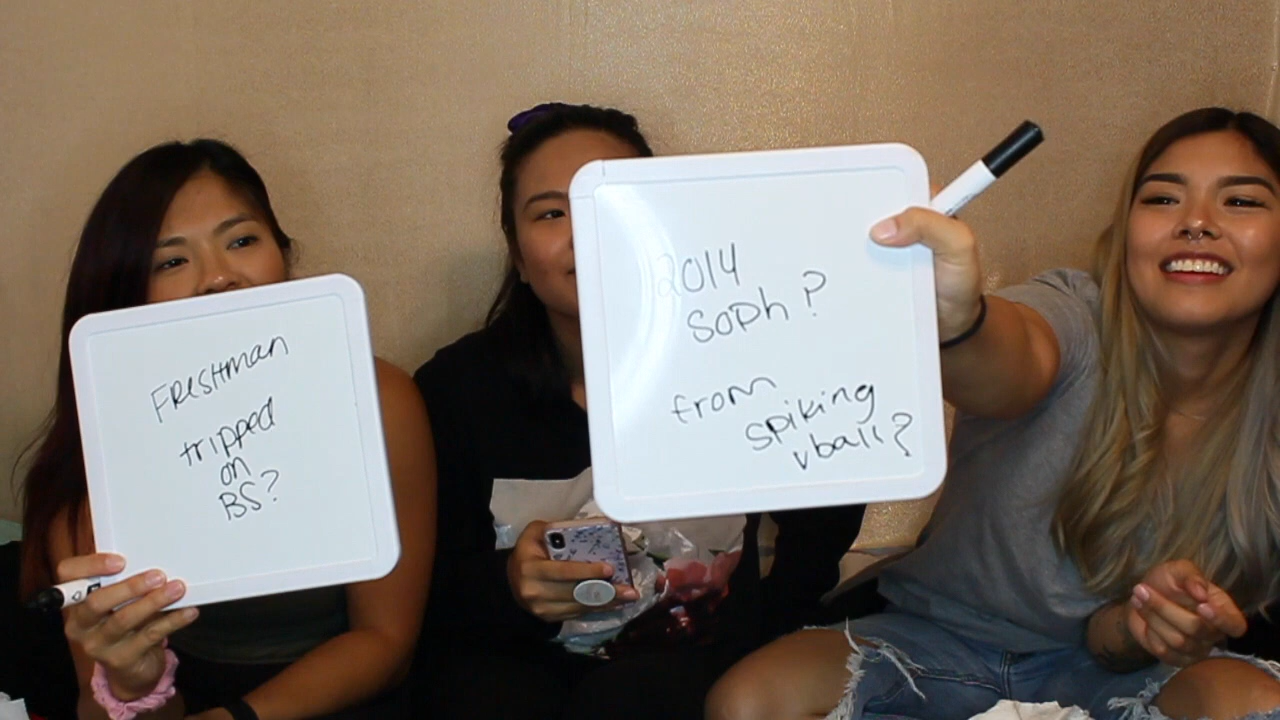 FRESHMAN
tripped
on
BS?
2014
SOPh?
from
spiking
vball?